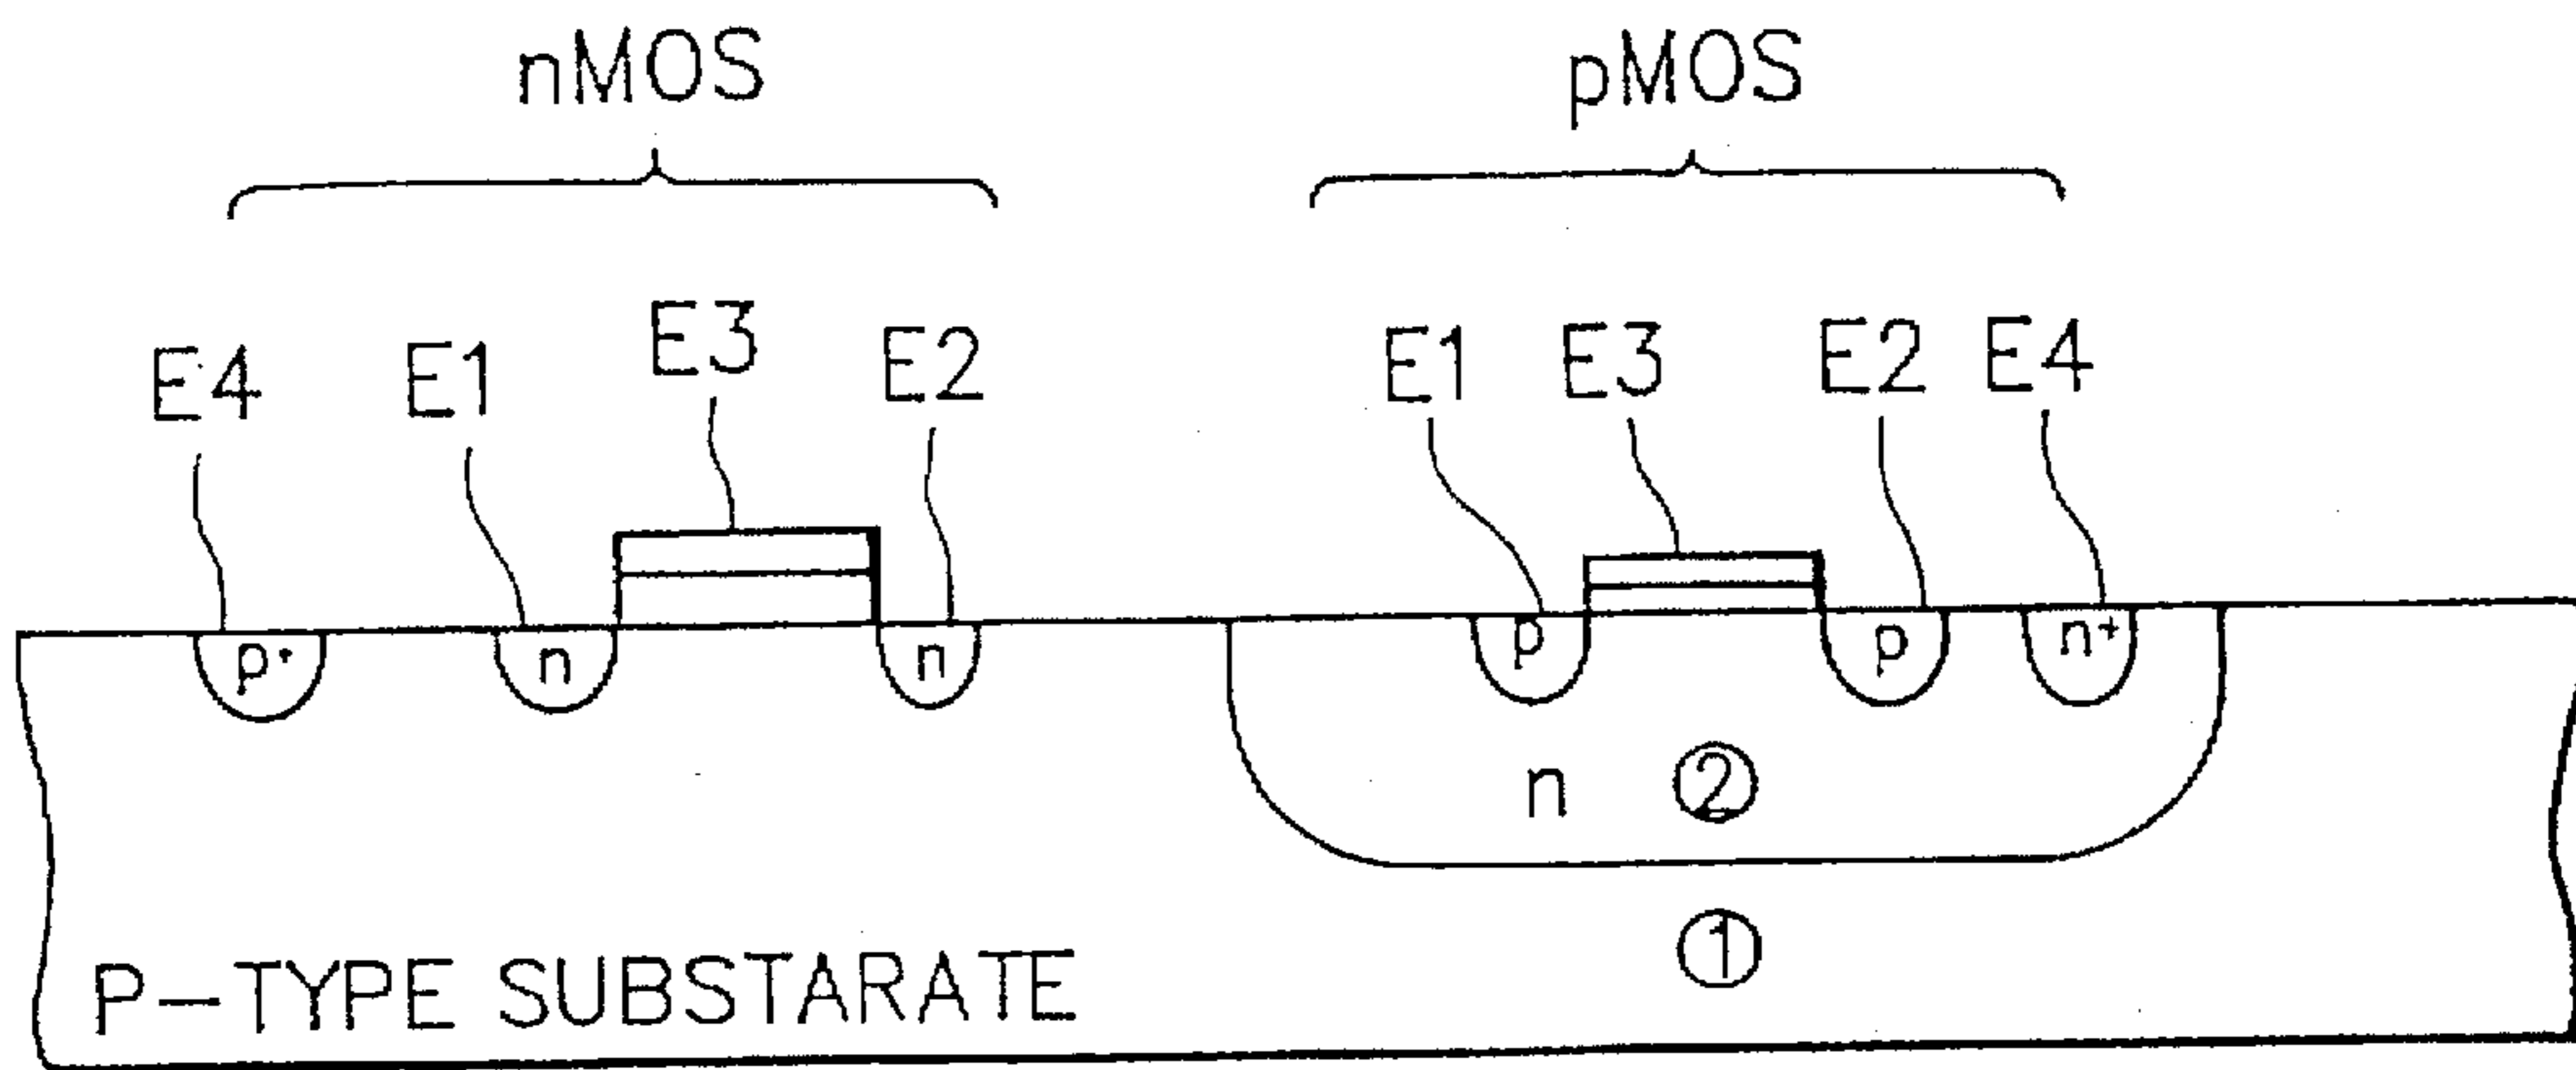 nMOS pMOS
E4 E1 E3 E2 E1 E3 E2 E4
p+ n n p p n+
n ②
①
P-TYPE SUBSTARATE